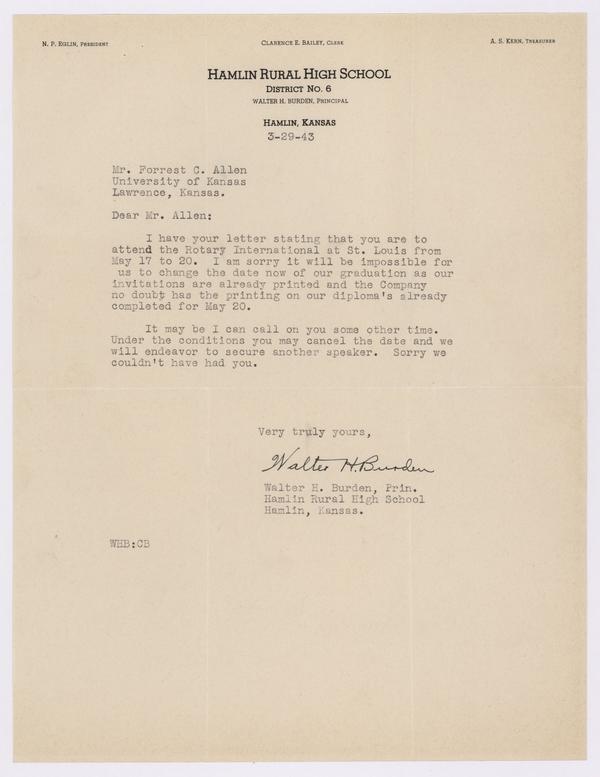 N. P. Eglin, President
Clarence E. Bailey, Clerk
A. S. Kern, Treasurer
Hamlin Rural High School
District No. 6
Walter H. Burden, Principal
Hamlin, Kansas
3-29-43
Mr. Forrest C. Allen
University of Kansas
Lawrence, Kansas.
Dear Mr. Allen:
I have your letter stating that you are to
attend the Rotary International at St. Louis from
May 17 to 20. I am sorry it will be impossible for
us to change the date now of our graduation as our
invitations are already printed and the Company
no doubt has the printing on our diploma's already
completed for May 20.
It may be I can call on you some other time.
Under the conditions you may cancel the date and we
will endeavor to secure another speaker. Sorry we
couldn't have had you.
Very truly yours,
Walter H. Burden
Walter H. Burden, Prin.
Hamlin Rural High School
Hamlin, Kansas.
WHB:CB